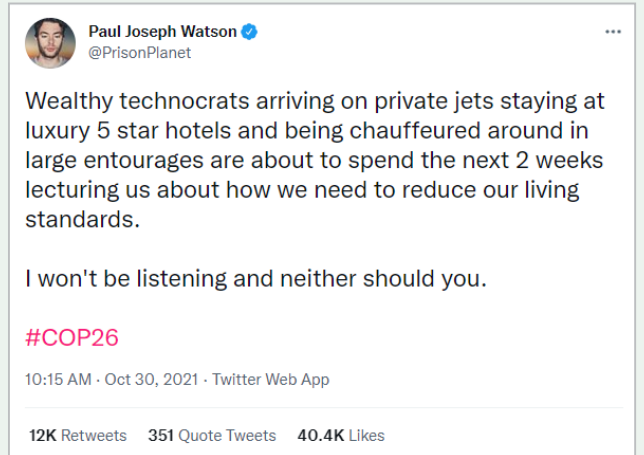 Paul Joseph Watson
@PrisonPlanet
Wealthy technocrats arriving on private jets staying at
luxury 5 star hotels and being chauffeured around in
large entourages are about to spend the next 2 weeks
lecturing us about how we need to reduce our living
standards.
I won't be listening and neither should you.
#COP26
10:15 AM · Oct 30, 2021 · Twitter Web App
12K Retweets 351 Quote Tweets 40.4K Likes